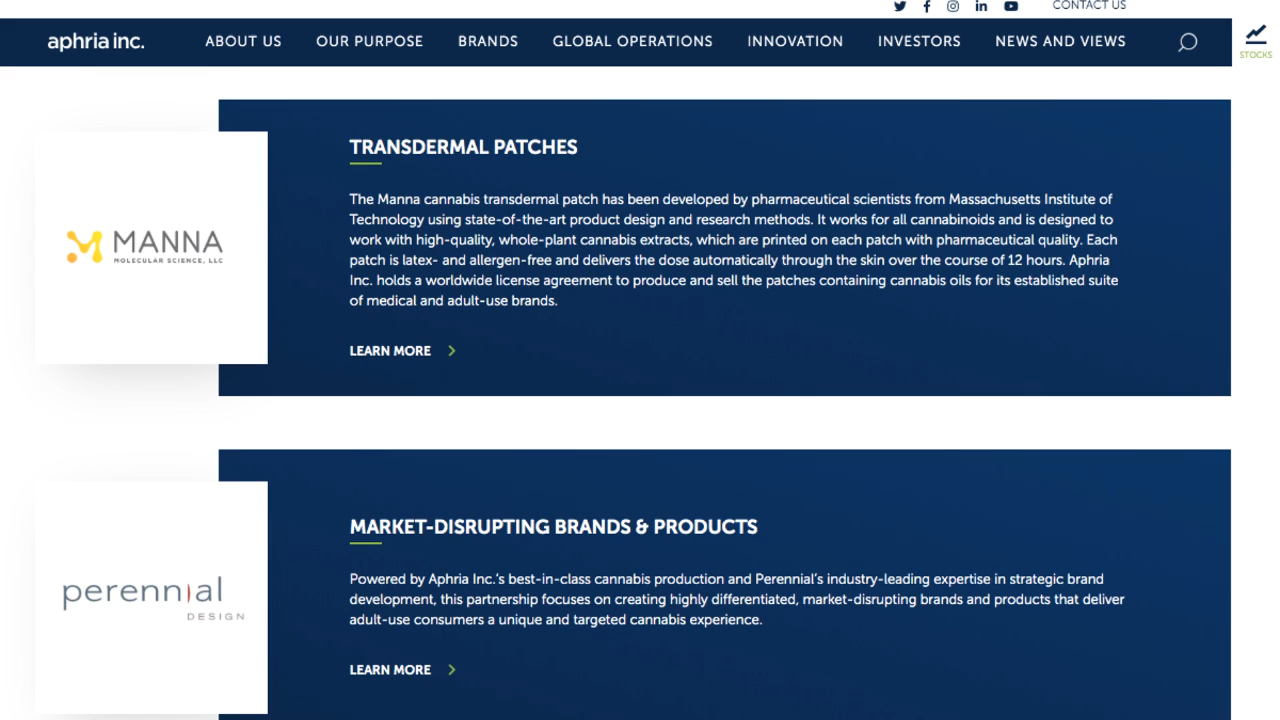 CONTACT US
aphria inc.
ABOUT US
OUR PURPOSE
BRANDS
GLOBAL OPERATIONS
INNOVATION
INVESTORS
NEWS AND VIEWS
STOCKS
TRANSDERMAL PATCHES
MANNA
MOLECULAR SCIENCE, LLC
The Manna cannabis transdermal patch has been developed by pharmaceutical scientists from Massachusetts Institute of
Technology using state-of-the-art product design and research methods. It works for all cannabinoids and is designed to
work with high-quality, whole-plant cannabis extracts, which are printed on each patch with pharmaceutical quality. Each
patch is latex- and allergen-free and delivers the dose automatically through the skin over the course of 12 hours. Aphria
Inc. holds a worldwide license agreement to produce and sell the patches containing cannabis oils for its established suite
of medical and adult-use brands.
LEARN MORE
MARKET-DISRUPTING BRANDS & PRODUCTS
perennial
DESIGN
Powered by Aphria Inc.’s best-in-class cannabis production and Perennial’s industry-leading expertise in strategic brand
development, this partnership focuses on creating highly differentiated, market-disrupting brands and products that deliver
adult-use consumers a unique and targeted cannabis experience.
LEARN MORE